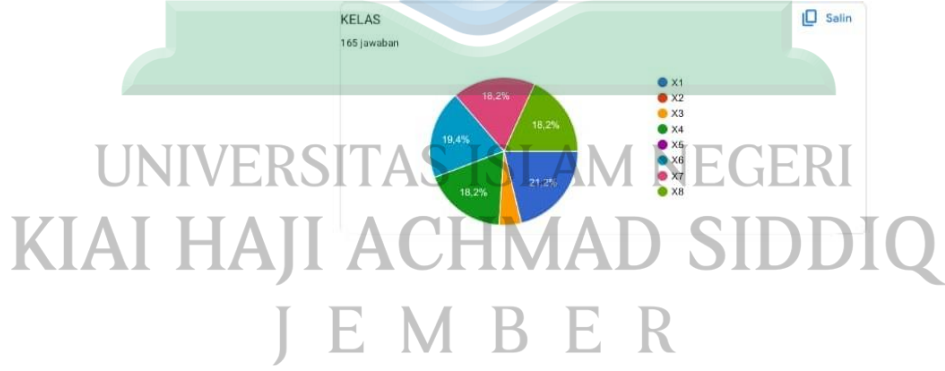 KELAS
Salin
165 jawaban
18,2%
18,2%
19,4%
18,2%
21,2%
X1
X2
X3
X4
X5
X6
X7
X8
UNIVERSITAS ISLAM NEGERI
KIAI HAJI ACHMAD SIDDIQ
JEMBER